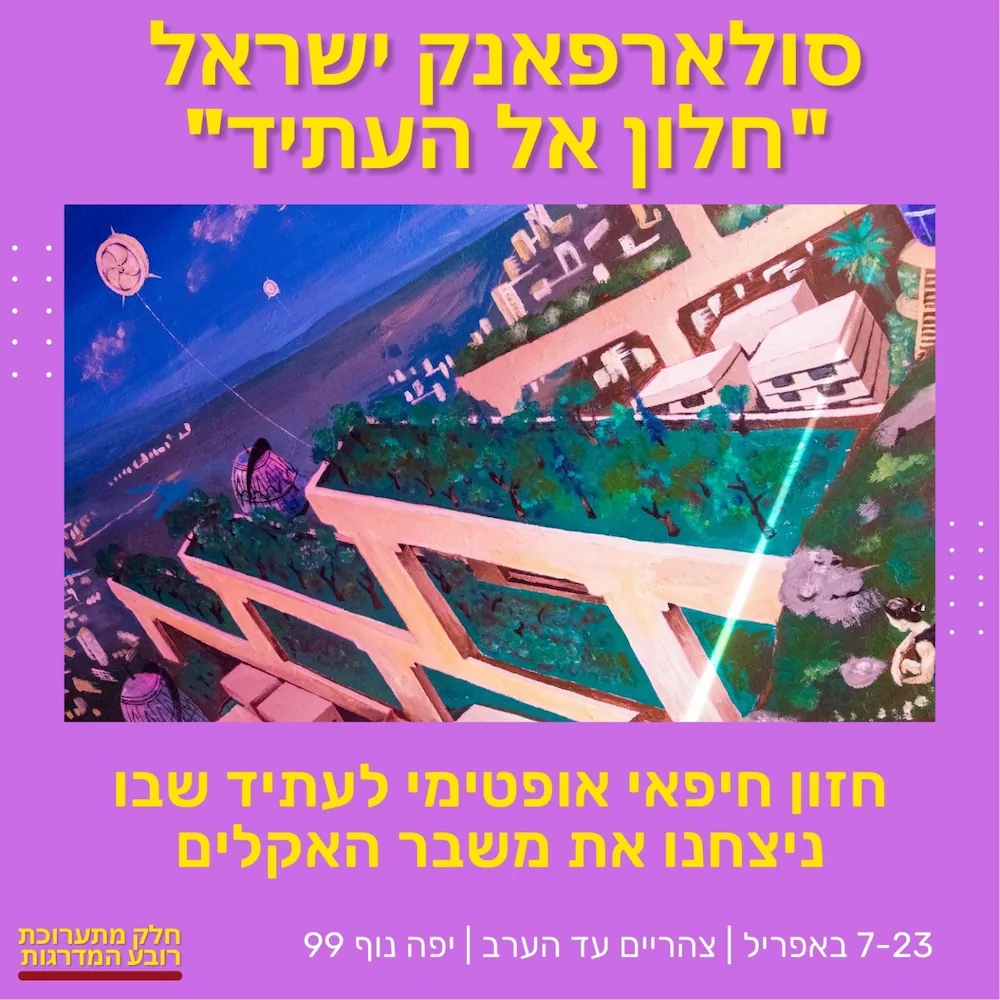 סולארפאנק ישראל
"חלון אל העתיד"
חזון חיפאי אופטימי לעתיד שבו
ניצחנו את משבר האקלים
7-23 באפריל | צהריים עד הערב | יפה נוף 99
חלק מתערוכת
רובע המדרגות